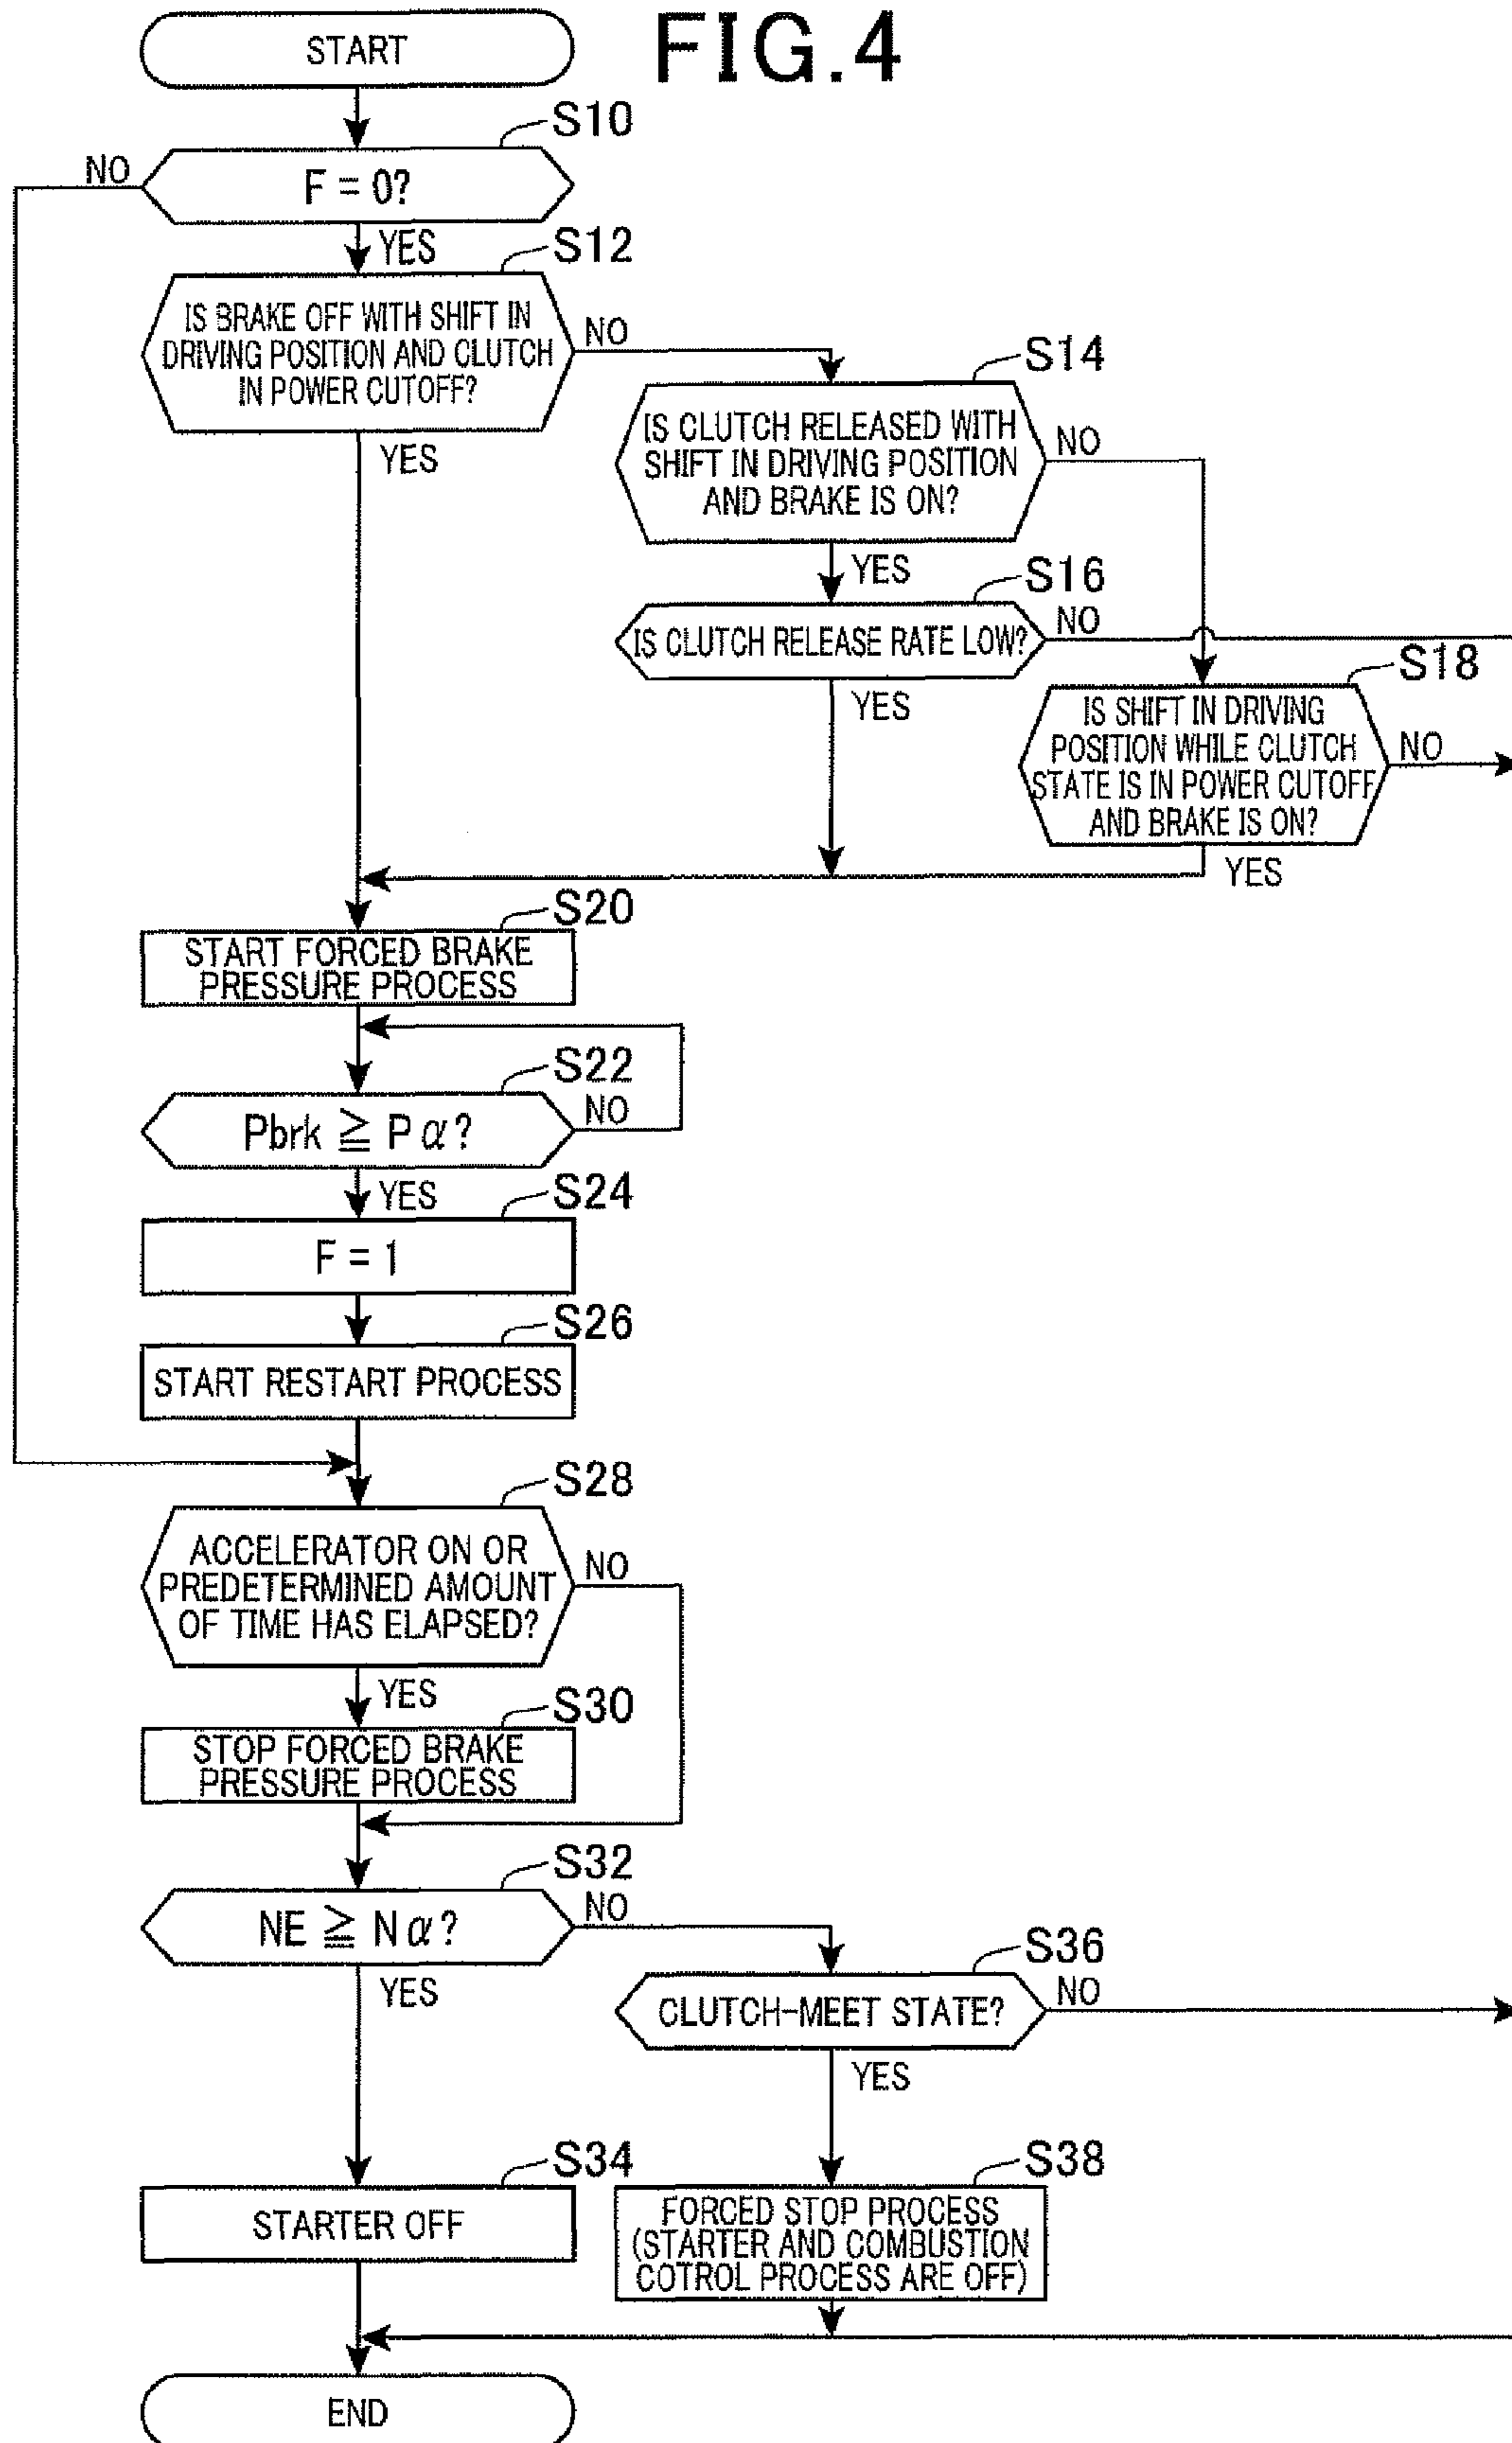 FIG.4
START
S10
F = 0?
NO
YES
S12
IS BRAKE OFF WITH SHIFT IN
DRIVING POSITION AND CLUTCH
IN POWER CUTOFF?
NO
YES
S14
IS CLUTCH RELEASED WITH
SHIFT IN DRIVING POSITION
AND BRAKE IS ON?
NO
YES
S16
IS CLUTCH RELEASE RATE LOW?
NO
YES
S18
IS SHIFT IN DRIVING
POSITION WHILE CLUTCH
STATE IS IN POWER CUTOFF
AND BRAKE IS ON?
NO
YES
S20
START FORCED BRAKE
PRESSURE PROCESS
S22
Pbrk ≧ Pα?
NO
YES
S24
F = 1
S26
START RESTART PROCESS
S28
ACCELERATOR ON OR
PREDETERMINED AMOUNT
OF TIME HAS ELAPSED?
NO
YES
S30
STOP FORCED BRAKE
PRESSURE PROCESS
S32
NE ≧ Nα?
NO
YES
S36
CLUTCH-MEET STATE?
NO
YES
S34
STARTER OFF
S38
FORCED STOP PROCESS
(STARTER AND COMBUSTION
COTROL PROCESS ARE OFF)
END